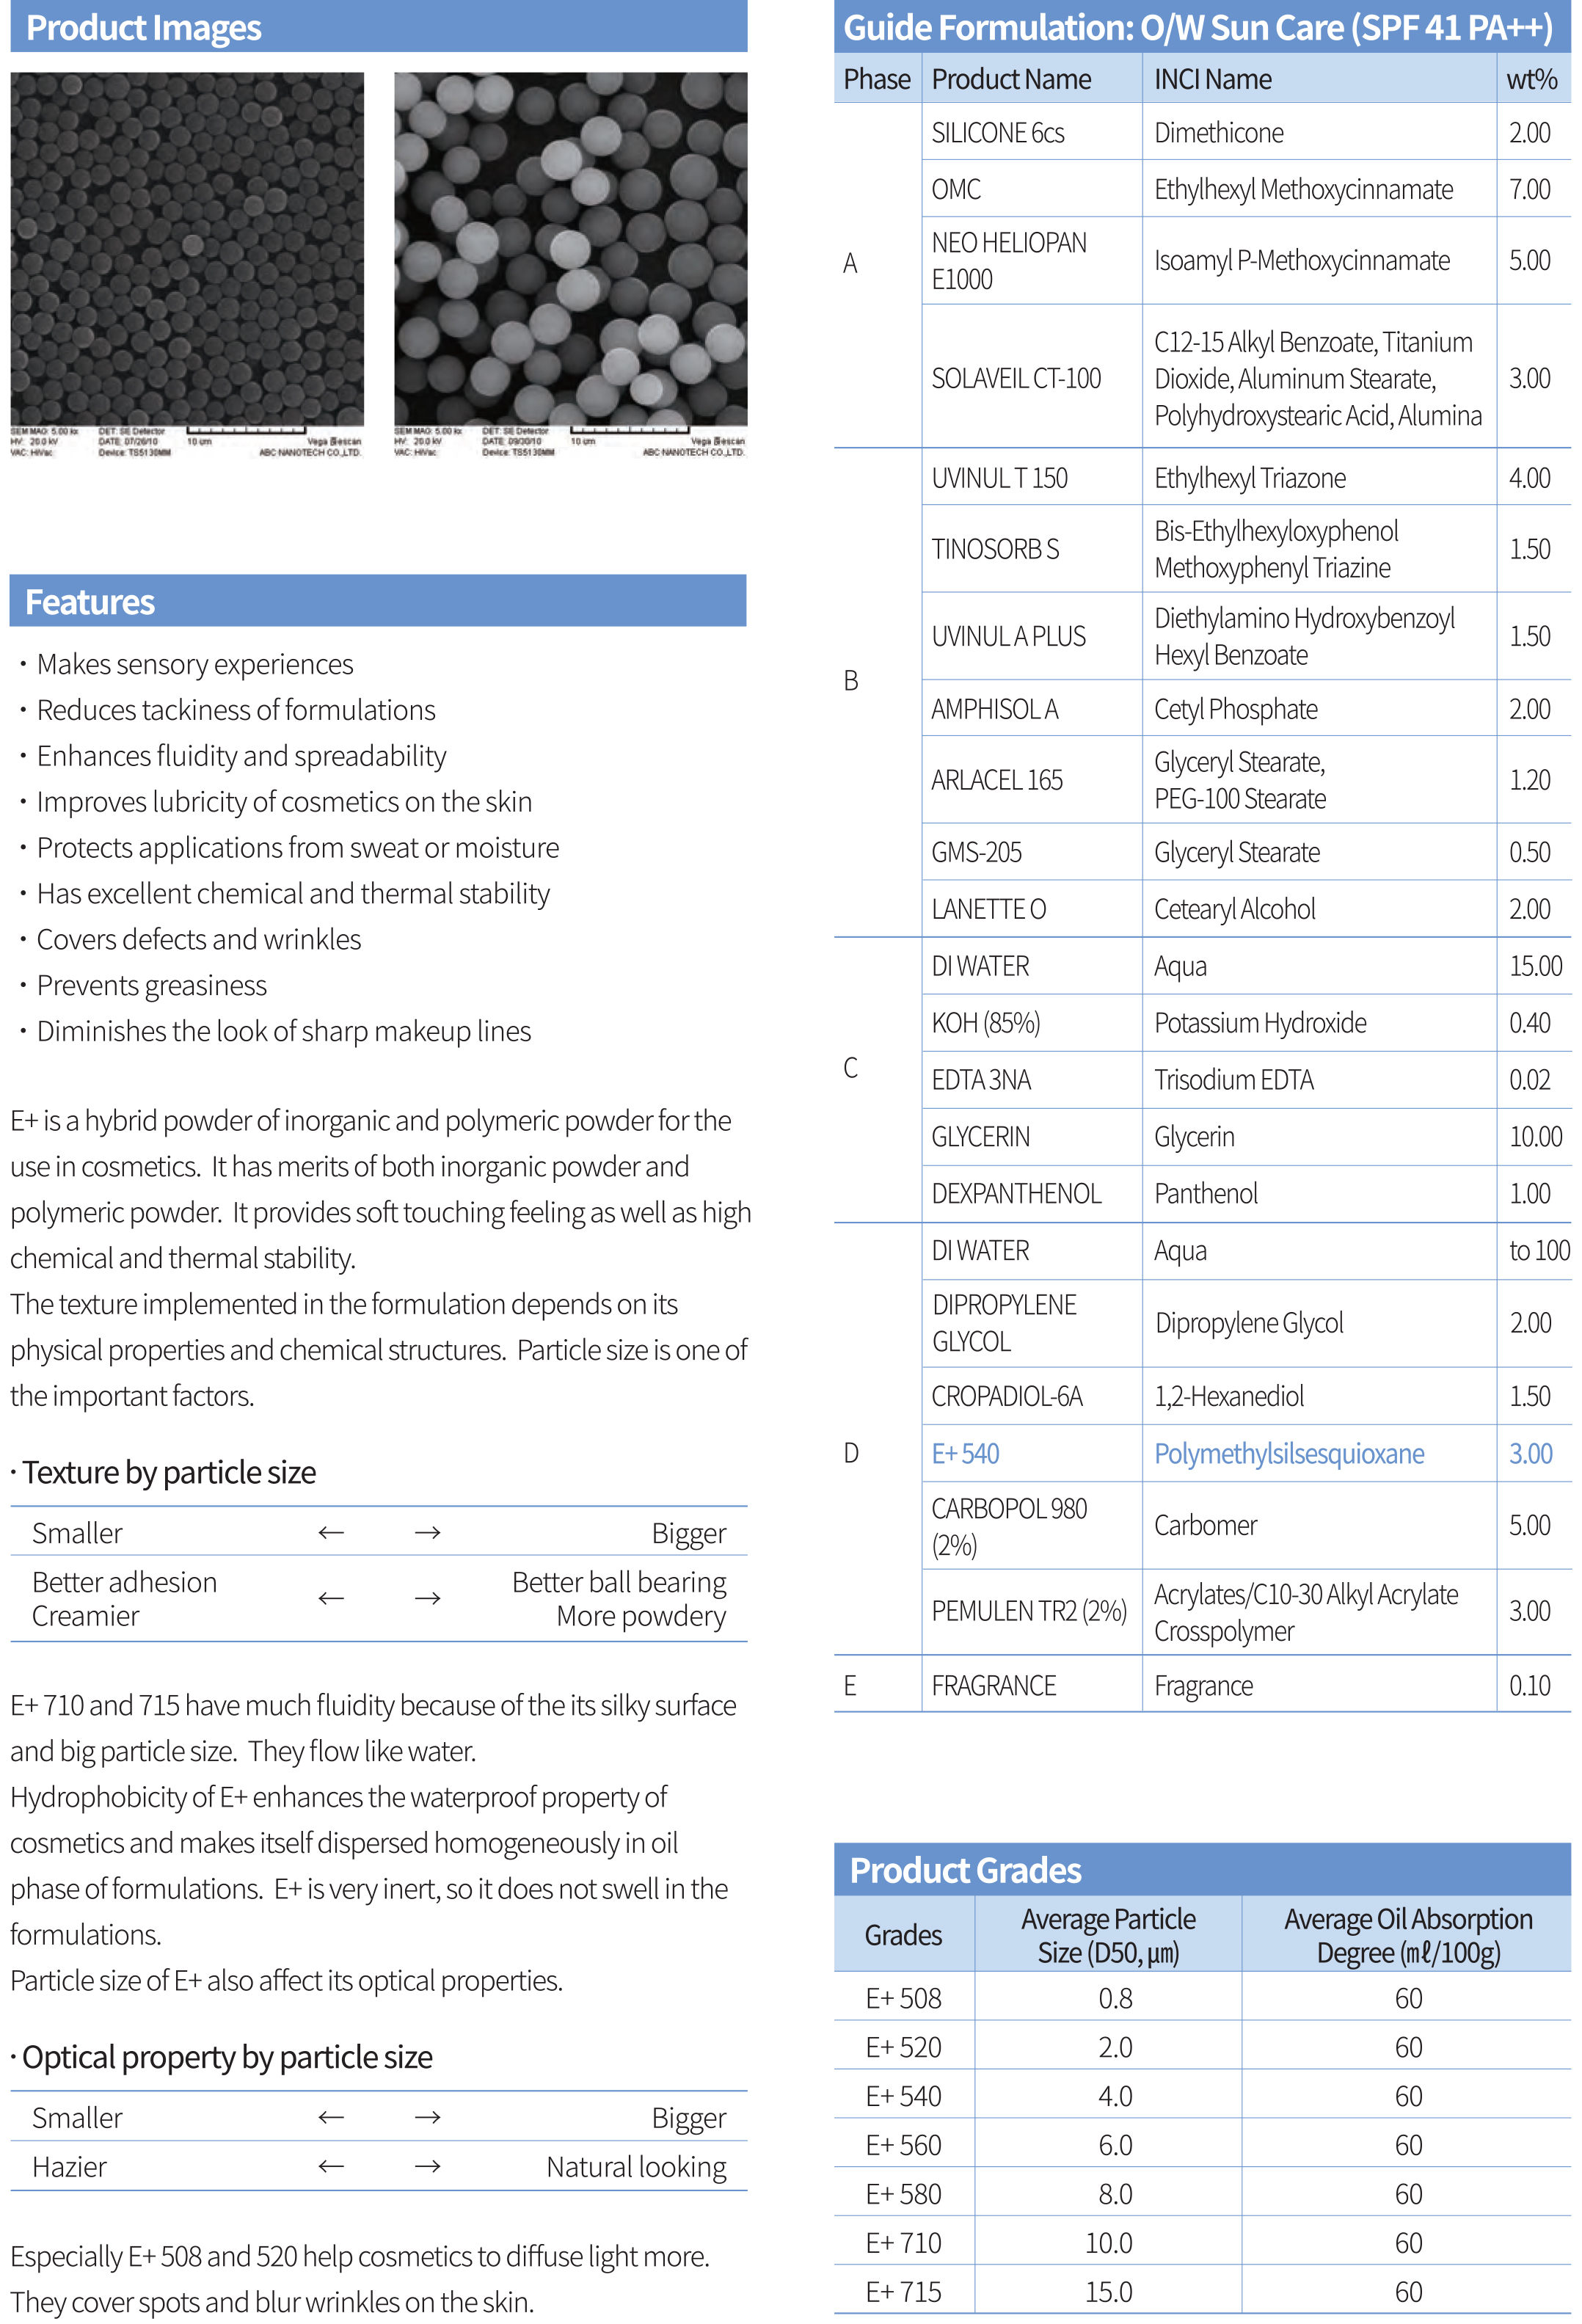 Product Images
SEM MAG: 5.00 kx DET: SE Detector
HV: 20.0 kV DATE: 07/26/10 10 um Vega ©Tescan
VAC: HiVac Device: TS5130MM ABC NANOTECH CO.,LTD.
SEM MAG: 5.00 kx DET: SE Detector
HV: 20.0 kV DATE: 09/30/10 10 um Vega ©Tescan
VAC: HiVac Device: TS5130MM ABC NANOTECH CO.,LTD.
Features
· Makes sensory experiences
· Reduces tackiness of formulations
· Enhances fluidity and spreadability
· Improves lubricity of cosmetics on the skin
· Protects applications from sweat or moisture
· Has excellent chemical and thermal stability
· Covers defects and wrinkles
· Prevents greasiness
· Diminishes the look of sharp makeup lines
E+ is a hybrid powder of inorganic and polymeric powder for the
use in cosmetics. It has merits of both inorganic powder and
polymeric powder. It provides soft touching feeling as well as high
chemical and thermal stability.
The texture implemented in the formulation depends on its
physical properties and chemical structures. Particle size is one of
the important factors.
· Texture by particle size
Smaller ← → Bigger
Better adhesion Better ball bearing
← →
Creamier More powdery
E+ 710 and 715 have much fluidity because of the its silky surface
and big particle size. They flow like water.
Hydrophobicity of E+ enhances the waterproof property of
cosmetics and makes itself dispersed homogeneously in oil
phase of formulations. E+ is very inert, so it does not swell in the
formulations.
Particle size of E+ also affect its optical properties.
· Optical property by particle size
Smaller ← → Bigger
Hazier ← → Natural looking
Especially E+ 508 and 520 help cosmetics to diffuse light more.
They cover spots and blur wrinkles on the skin.
Guide Formulation: O/W Sun Care (SPF 41 PA++)
Phase Product Name INCI Name wt%
A
SILICONE 6cs Dimethicone 2.00
OMC Ethylhexyl Methoxycinnamate 7.00
NEO HELIOPAN
E1000 Isoamyl P-Methoxycinnamate 5.00
C12-15 Alkyl Benzoate, Titanium
SOLAVEIL CT-100 Dioxide, Aluminum Stearate, 3.00
Polyhydroxystearic Acid, Alumina
B
UVINUL T 150 Ethylhexyl Triazone 4.00
TINOSORB S Bis-Ethylhexyloxyphenol 1.50
Methoxyphenyl Triazine
UVINUL A PLUS Diethylamino Hydroxybenzoyl 1.50
Hexyl Benzoate
AMPHISOL A Cetyl Phosphate 2.00
ARLACEL 165 Glyceryl Stearate, 1.20
PEG-100 Stearate
GMS-205 Glyceryl Stearate 0.50
LANETTE O Cetearyl Alcohol 2.00
C
DI WATER Aqua 15.00
KOH (85%) Potassium Hydroxide 0.40
EDTA 3NA Trisodium EDTA 0.02
GLYCERIN Glycerin 10.00
DEXPANTHENOL Panthenol 1.00
D
DI WATER Aqua to 100
DIPROPYLENE
GLYCOL Dipropylene Glycol 2.00
CROPADIOL-6A 1,2-Hexanediol 1.50
E+ 540 Polymethylsilsesquioxane 3.00
CARBOPOL 980
(2%) Carbomer 5.00
PEMULEN TR2 (2%) Acrylates/C10-30 Alkyl Acrylate 3.00
Crosspolymer
E FRAGRANCE Fragrance 0.10
Product Grades
Grades Average Particle Average Oil Absorption
Size (D50, ㎛) Degree (㎖/100g)
E+ 508 0.8 60
E+ 520 2.0 60
E+ 540 4.0 60
E+ 560 6.0 60
E+ 580 8.0 60
E+ 710 10.0 60
E+ 715 15.0 60